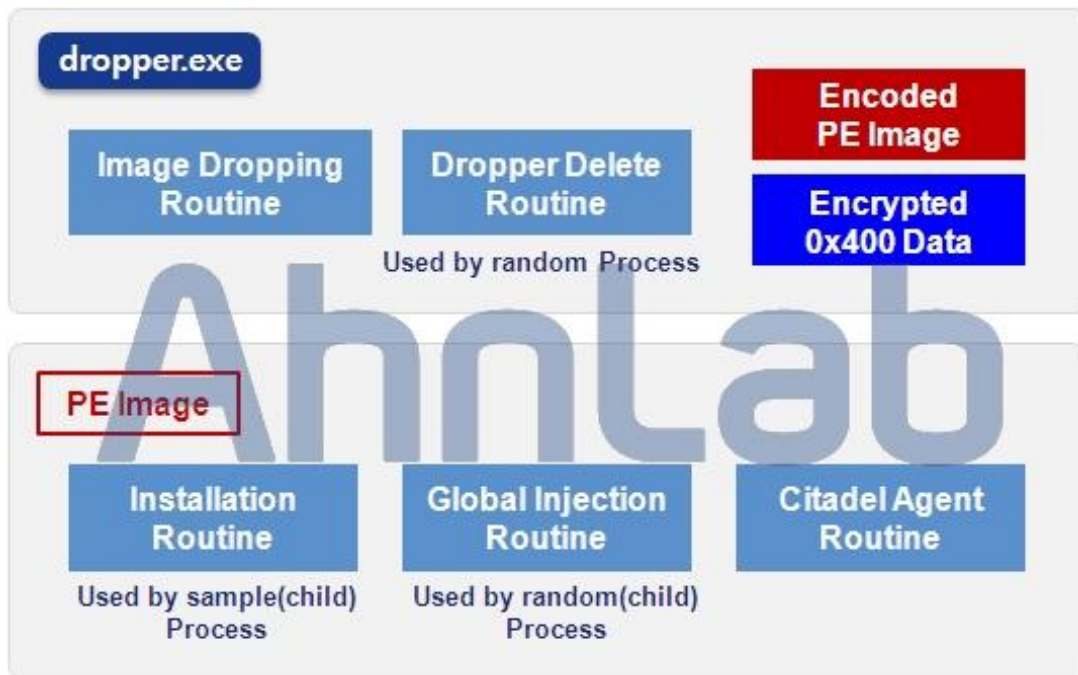 dropper.exe
Encoded
PE Image
Image Dropping
Routine
Dropper Delete
Routine
Encrypted
0x400 Data
Used by random Process
AhnLab
PE Image
Installation
Routine
Global Injection
Routine
Citadel Agent
Routine
Used by sample(child)
Process
Used by random(child)
Process